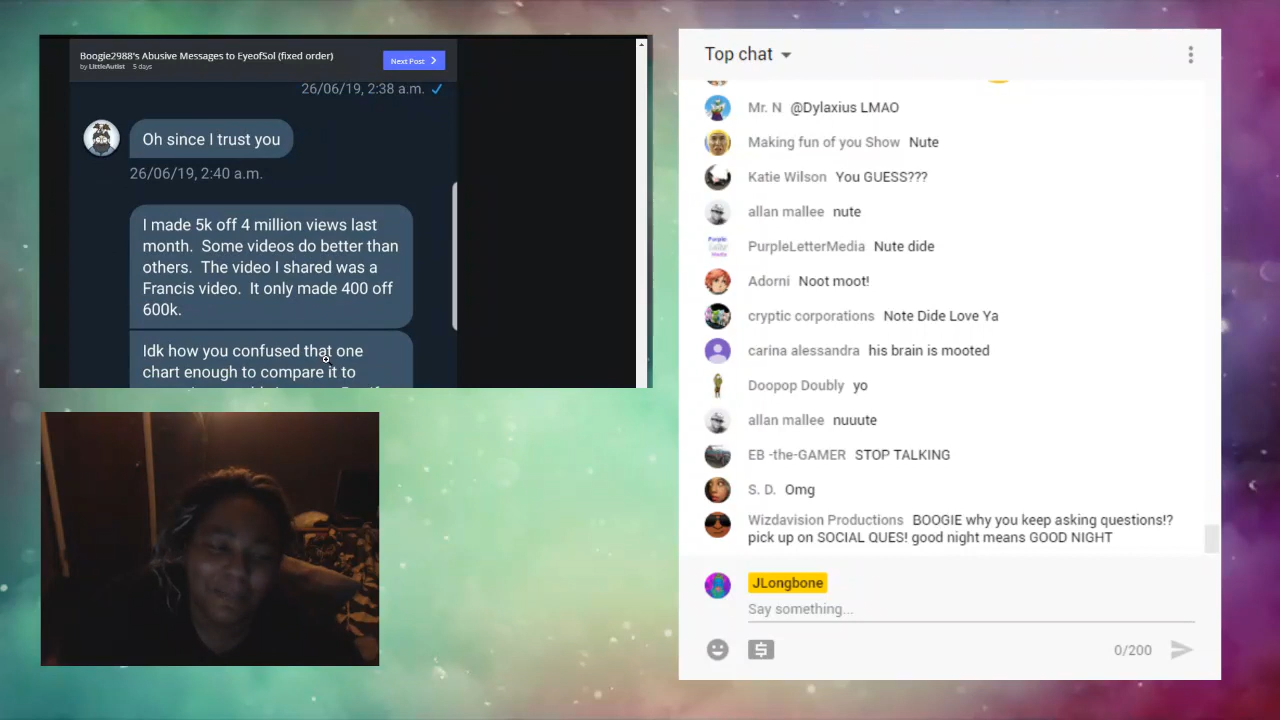 Boogie2988's Abusive Messages to EyeofSol (fixed order)
by LittleAutist 5 days
Next Post
26/06/19, 2:38 a.m.
Oh since I trust you
26/06/19, 2:40 a.m.
I made 5k off 4 million views last
month. Some videos do better than
others. The video I shared was a
Francis video. It only made 400 off
600k.
Idk how you confused that one
chart enough to compare it to
Top chat
Mr. N @Dylaxius LMAO
Making fun of you Show Nute
Katie Wilson You GUESS???
allan mallee nute
PurpleLetterMedia Nute dide
Adorni Noot moot!
cryptic corporations Note Dide Love Ya
carina alessandra his brain is mooted
Doopop Doubly yo
allan mallee nuuute
EB -the-GAMER STOP TALKING
S. D. Omg
Wizdavision Productions BOOGIE why you keep asking questions!?
pick up on SOCIAL QUES! good night means GOOD NIGHT
JLongbone
Say something...
0/200